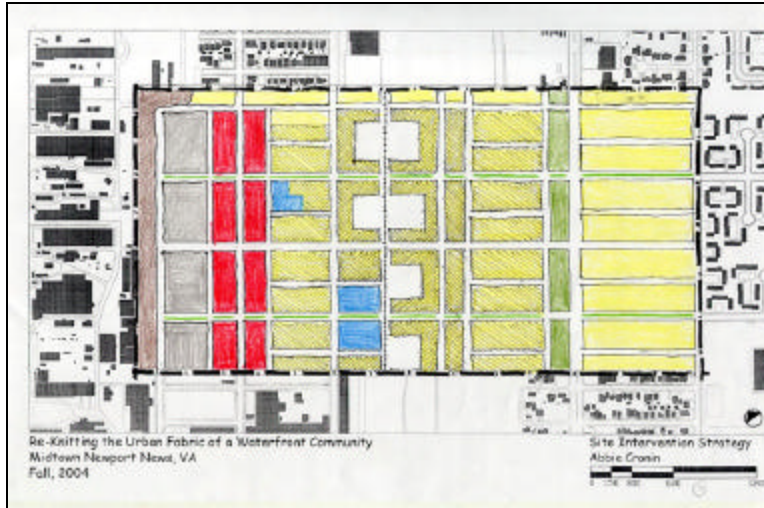 Re-Knitting the Urban Fabric of a Waterfront Community
Midtown Newport News, VA
Fall, 2004
Site Intervention Strategy
Abbie Cronin
0